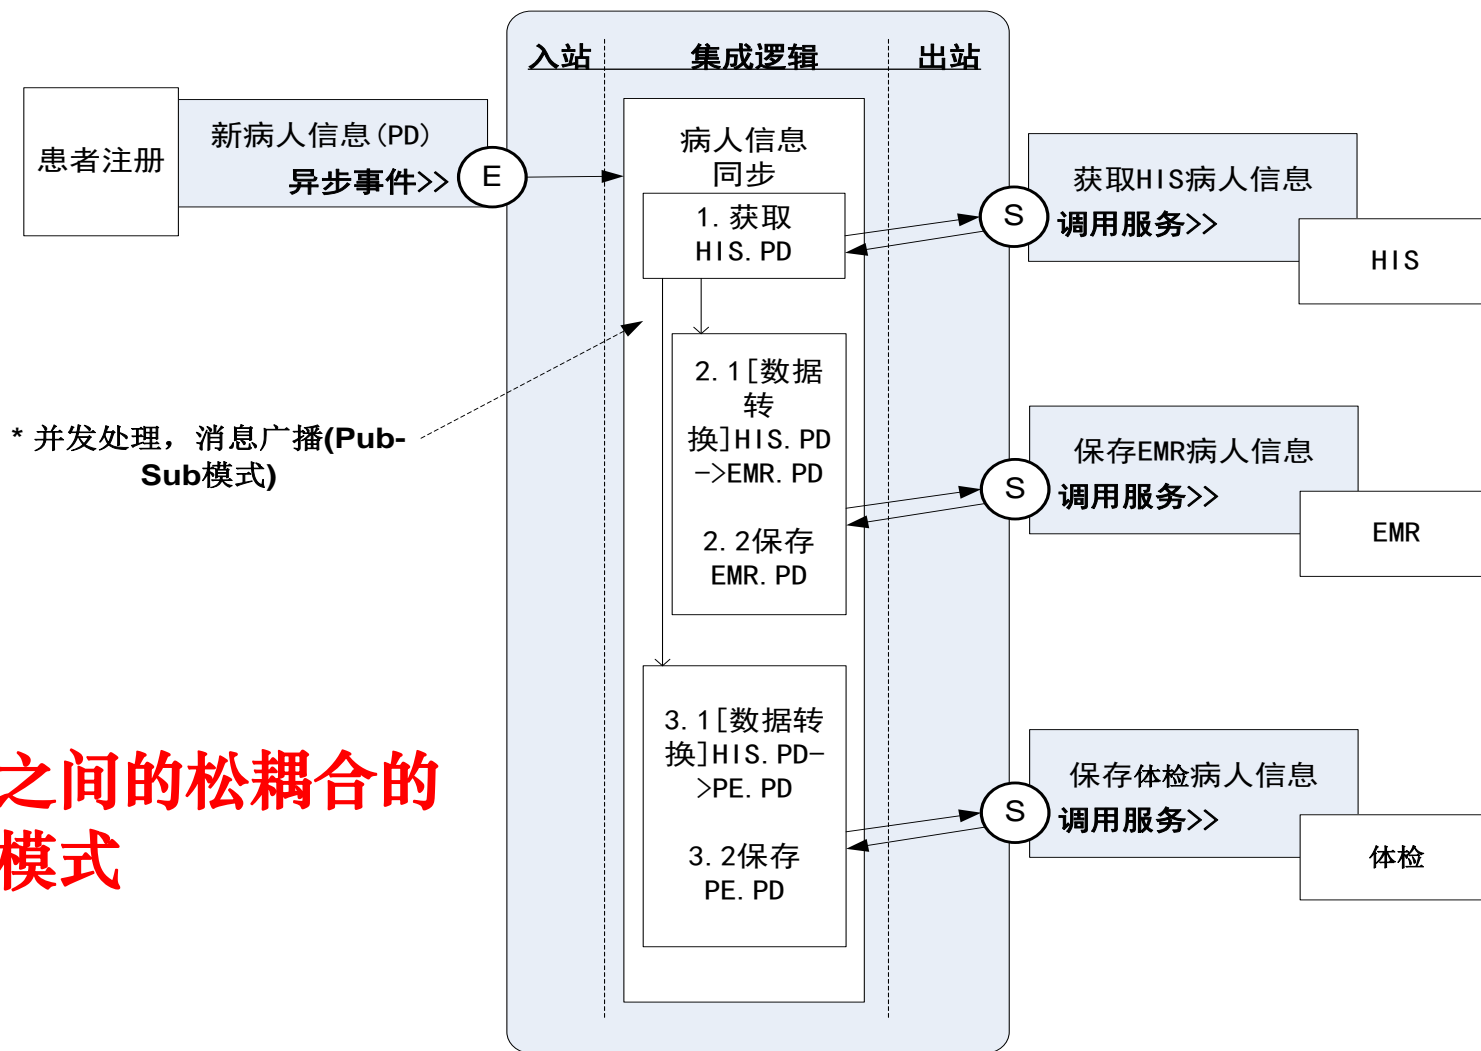 入站 集成逻辑 出站
患者注册
新病人信息(PD)
异步事件>>
E
病人信息
同步
1.获取
HIS.PD
S
获取HIS病人信息
调用服务>>
HIS
2.1[数据
转
换]HIS.PD
->EMR.PD
2.2保存
EMR.PD
* 并发处理，消息广播(Pub-
Sub模式)
S
保存EMR病人信息
调用服务>>
EMR
3.1[数据转
换]HIS.PD-
>PE.PD
3.2保存
PE.PD
S
保存体检病人信息
调用服务>>
体检
之间的松耦合的
模式